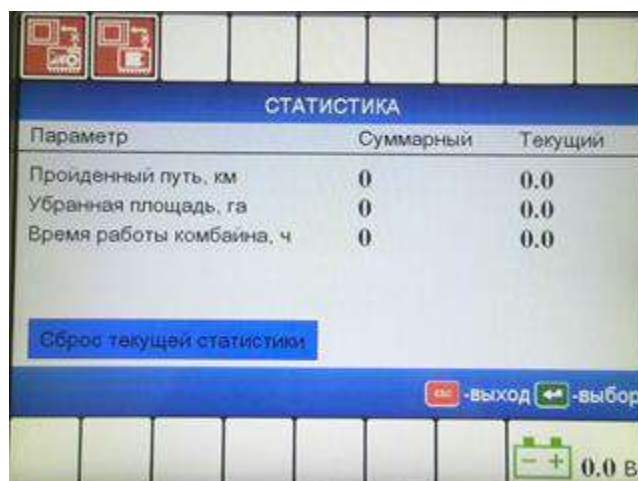 СТАТИСТИКА
Параметр Суммарный Текущий
Пройденный путь, км 0 0.0
Убранная площадь, га 0 0.0
Время работы комбайна, ч 0 0.0
Сброс текущей статистики
-выход -выбор
- + 0.0 В